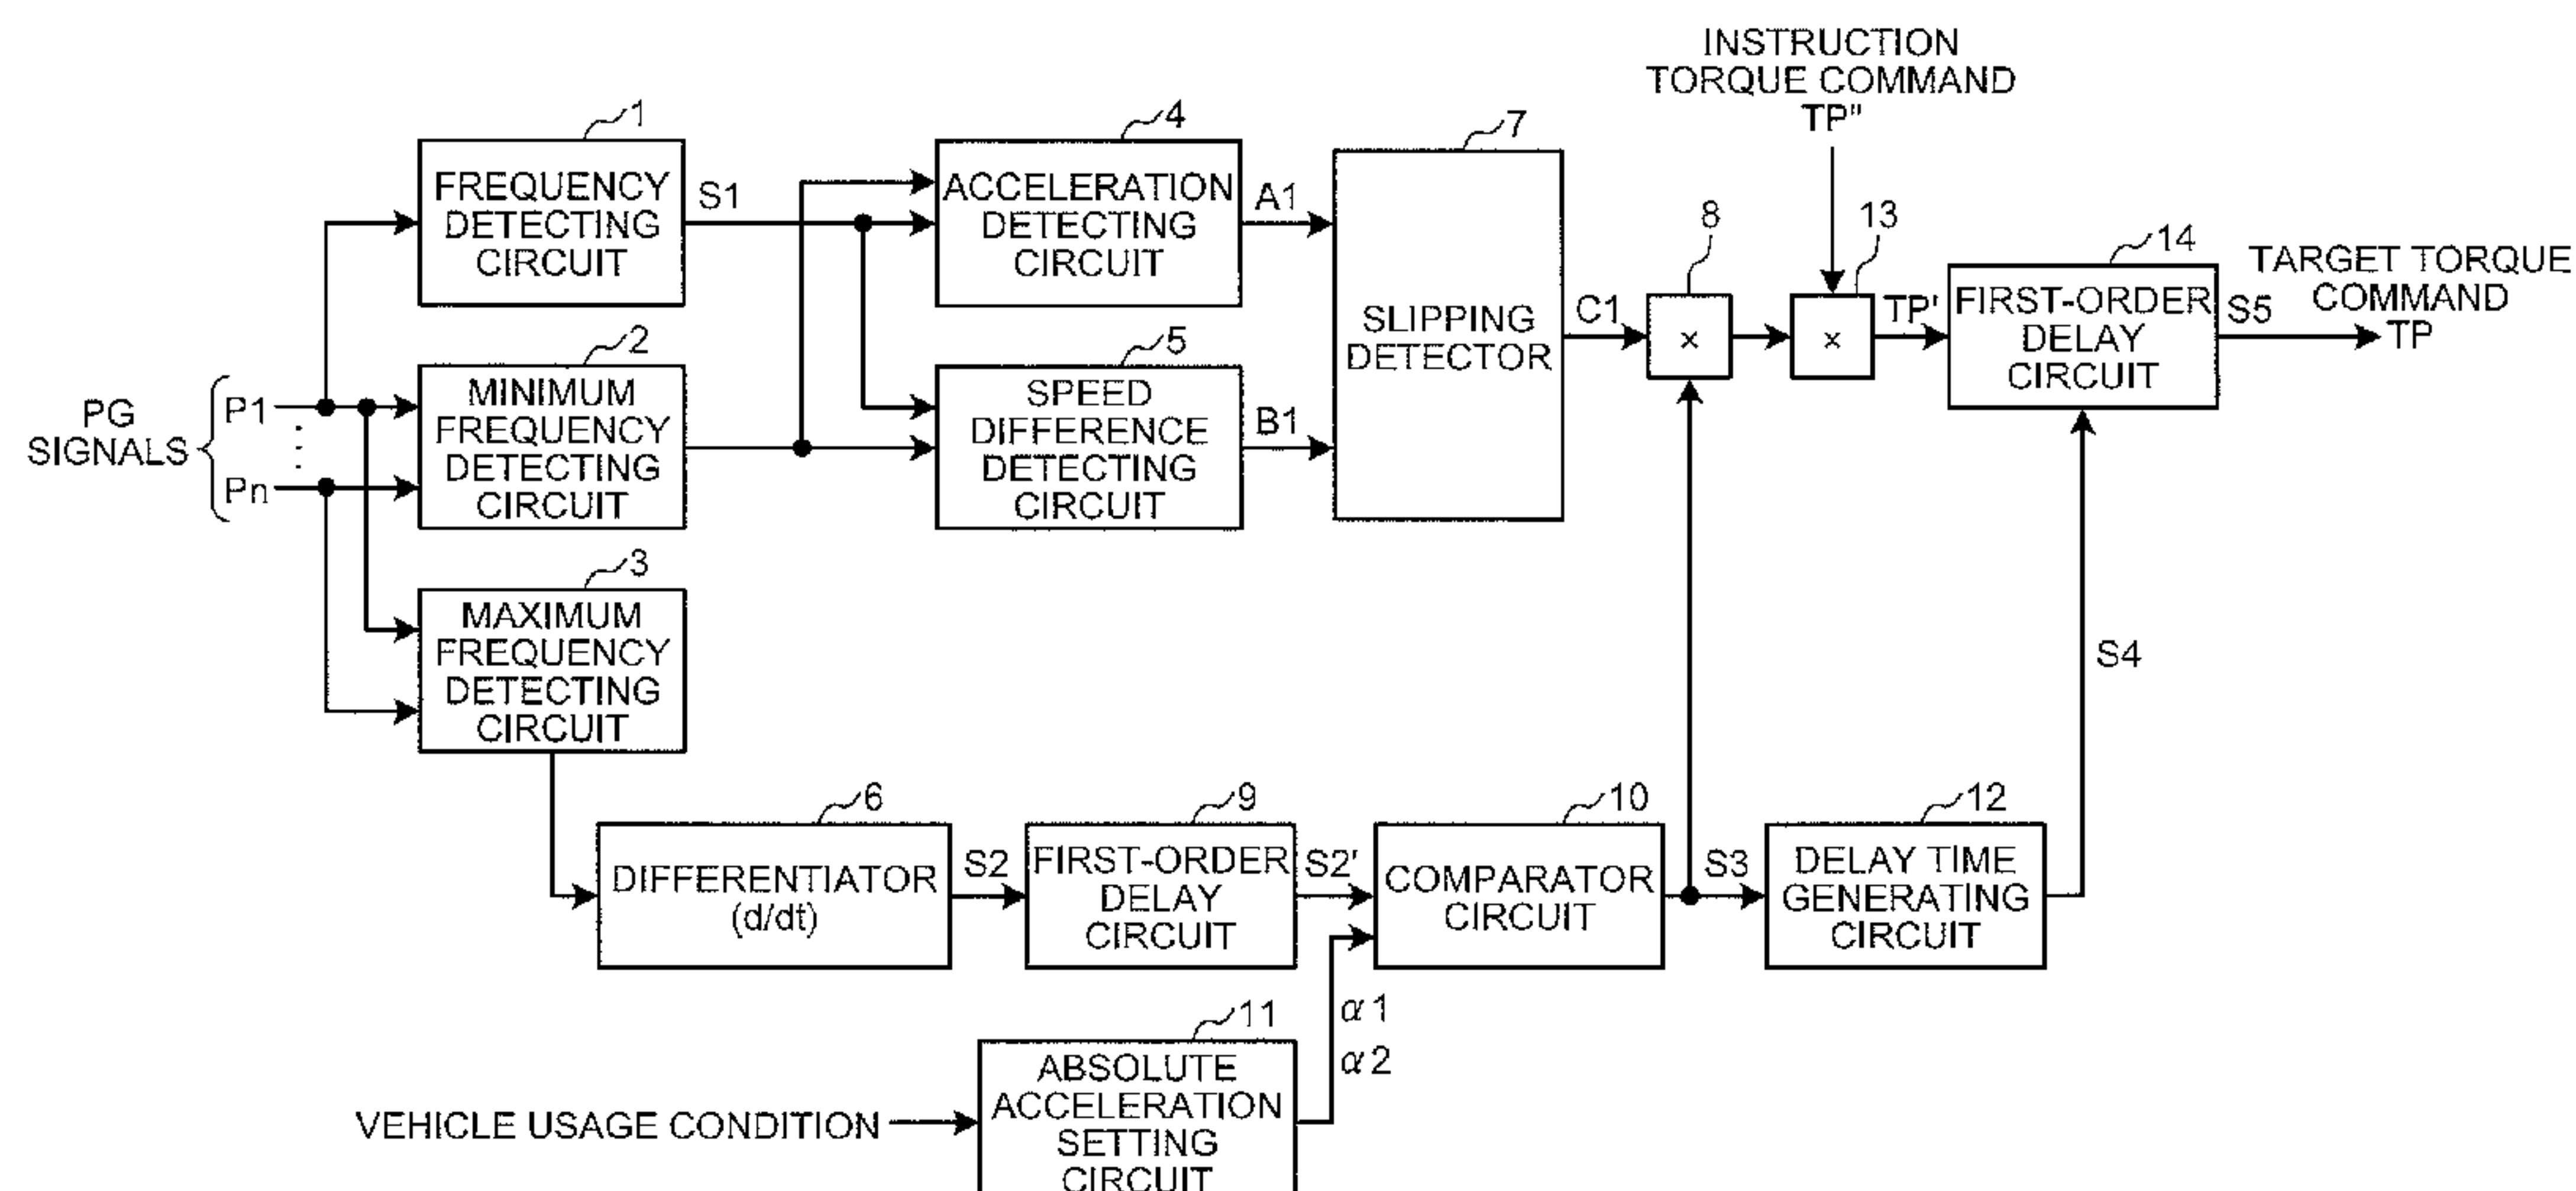 INSTRUCTION
TORQUE COMMAND
TP"
1
4
7
FREQUENCY
DETECTING
CIRCUIT
S1
ACCELERATION
DETECTING
CIRCUIT
A1
8
13
14
TARGET TORQUE
COMMAND
TP
2
5
SLIPPING
DETECTOR
C1
×
×
TP'
FIRST-ORDER
DELAY
CIRCUIT
S5
PG
SIGNALS
P1
Pn
MINIMUM
FREQUENCY
DETECTING
CIRCUIT
SPEED
DIFFERENCE
DETECTING
CIRCUIT
B1
3
MAXIMUM
FREQUENCY
DETECTING
CIRCUIT
S4
6
9
10
12
DIFFERENTIATOR
(d/dt)
S2
FIRST-ORDER
DELAY
CIRCUIT
S2'
COMPARATOR
CIRCUIT
S3
DELAY TIME
GENERATING
CIRCUIT
11
α1
α2
VEHICLE USAGE CONDITION
ABSOLUTE
ACCELERATION
SETTING
CIRCUIT